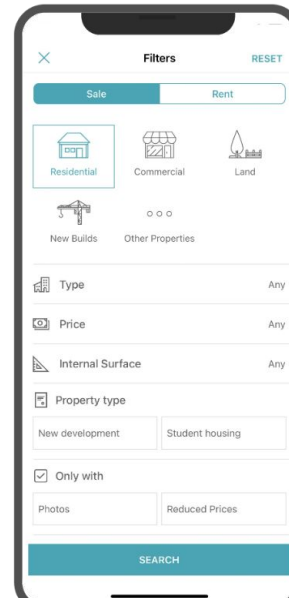 Filters RESET
Sale Rent
Residential Commercial Land
New Builds Other Properties
Type Any
Price Any
Internal Surface Any
Property type
New development Student housing
Only with
Photos Reduced Prices
SEARCH